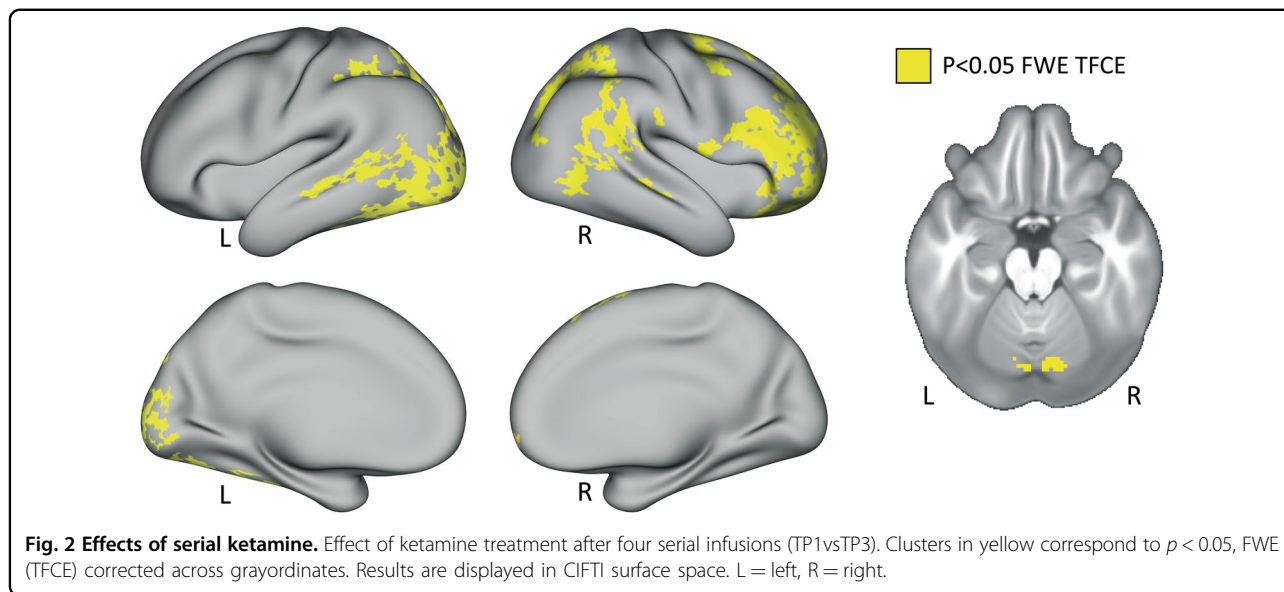 P<0.05 FWE TFCE
L
R
L
R
L
R
Fig. 2 Effects of serial ketamine. Effect of ketamine treatment after four serial infusions (TP1vsTP3). Clusters in yellow correspond to p < 0.05, FWE
(TFCE) corrected across grayordinates. Results are displayed in CIFTI surface space. L = left, R = right.